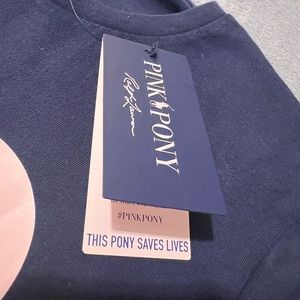 PINK PONY
Ralph Lauren
#PINKPONY
THIS PONY SAVES LIVES